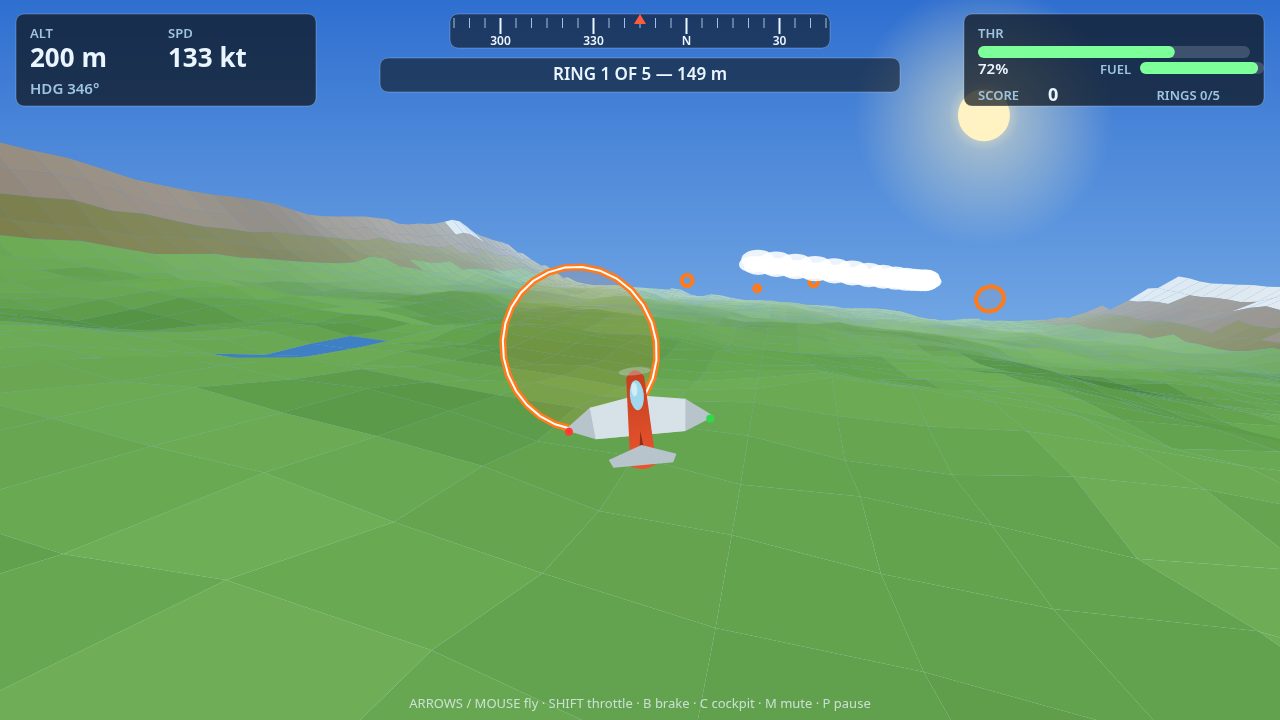 ALT SPD
200 m 133 kt
HDG 346°
300 330 N 30
RING 1 OF 5 — 149 m
THR
72% FUEL
SCORE 0 RINGS 0/5
ARROWS / MOUSE fly · SHIFT throttle · B brake · C cockpit · M mute · P pause